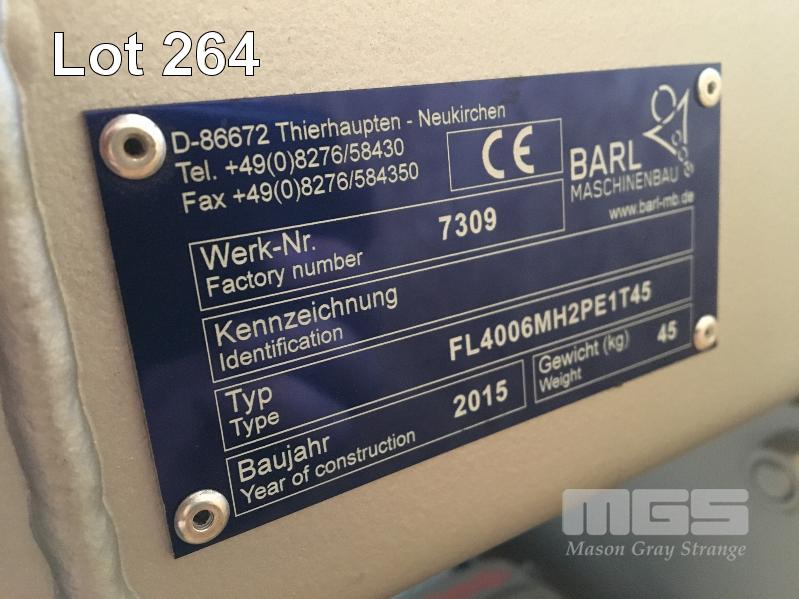 Lot 264
D-86672 Thierhaupten - Neukirchen
Tel. +49(0)8276/58430
Fax +49(0)8276/584350
CE
BARL
MASCHINENBAU
www.barl-mb.de
Werk-Nr. 7309
Factory number
Kennzeichnung
Identification
Typ FL4006MH2PE1T45
Type
Baujahr 2015
Year of construction
Gewicht (kg) 45
Weight
MGS
Mason Gray Strange